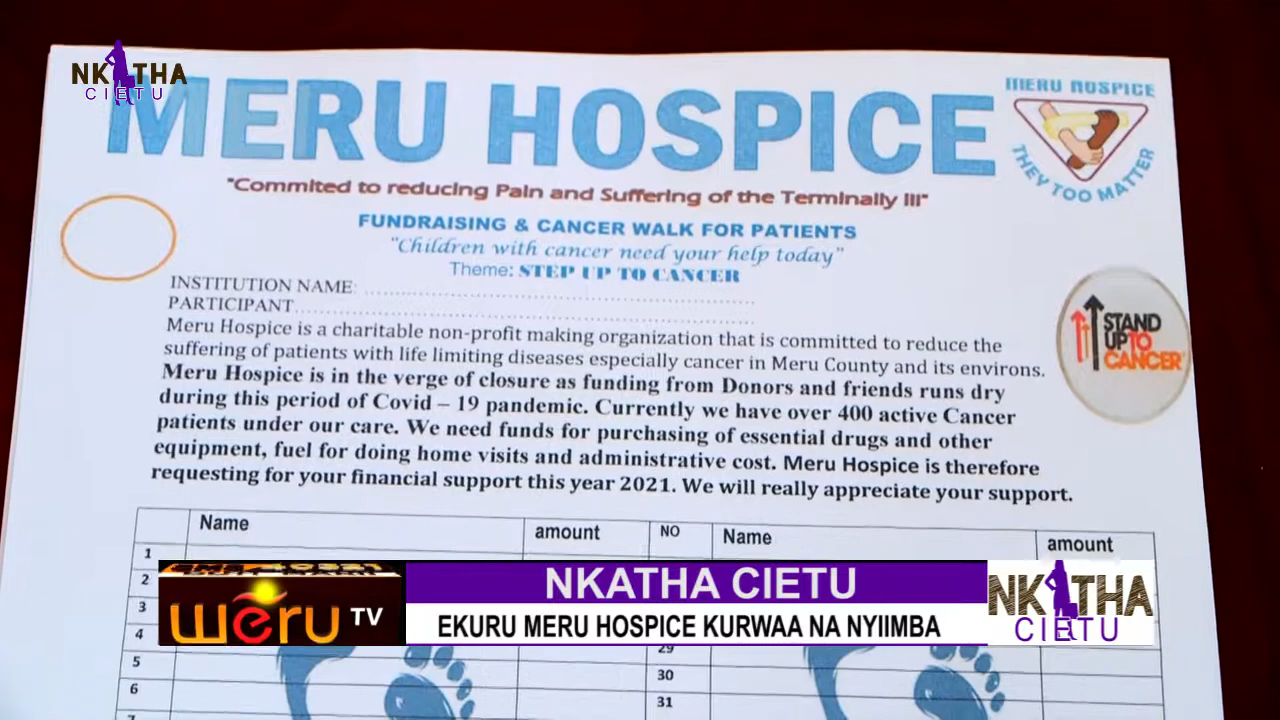 NKATHA
CIETU
MERU HOSPICE
MERU HOSPICE
THEY TOO MATTER
"Commited to reducing Pain and Suffering of the Terminally Ill"
FUNDRAISING & CANCER WALK FOR PATIENTS
"Children with cancer need your help today"
Theme: STEP UP TO CANCER
INSTITUTION NAME: ........................................
PARTICIPANT........................................
Meru Hospice is a charitable non-profit making organization that is committed to reduce the
suffering of patients with life limiting diseases especially cancer in Meru County and its environs.
Meru Hospice is in the verge of closure as funding from Donors and friends runs dry
during this period of Covid – 19 pandemic. Currently we have over 400 active Cancer
patients under our care. We need funds for purchasing of essential drugs and other
equipment, fuel for doing home visits and administrative cost. Meru Hospice is therefore
requesting for your financial support this year 2021. We will really appreciate your support.
STAND
UP TO
CANCER
Name amount NO Name amount
1
2
3
4
5 29
6 30
31
weru TV
NKATHA CIETU
EKURU MERU HOSPICE KURWAA NA NYIIMBA
NKATHA
CIETU